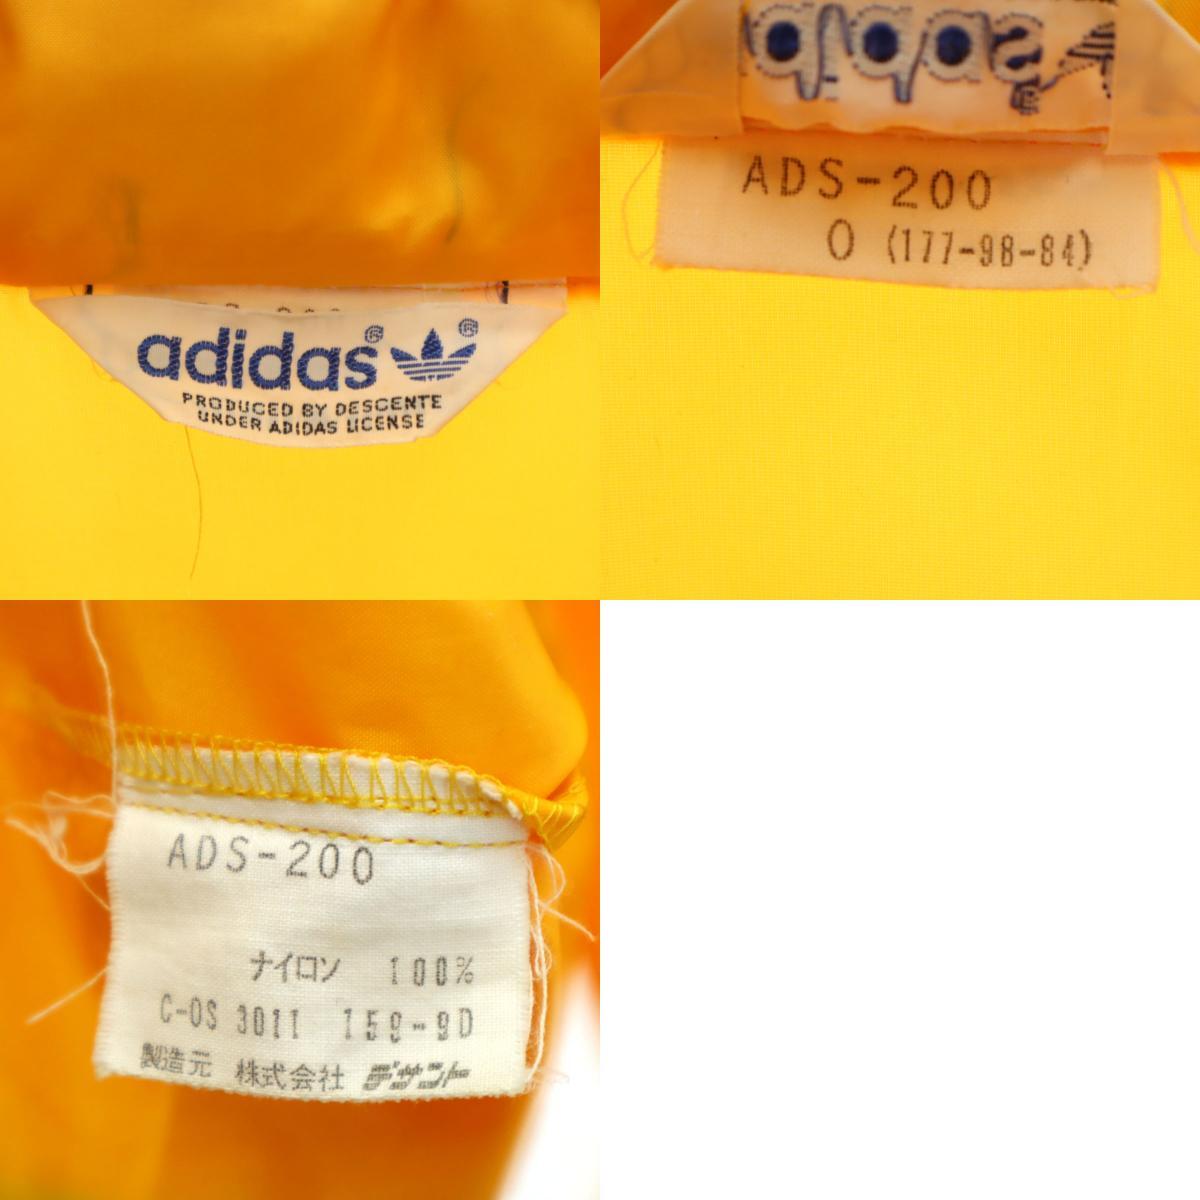 adidas®®
PRODUCED BY DESCENTE
UNDER ADIDAS LICENSE
adidas
ADS-200
O (177-98-84)
ADS-200
ナイロン 100%
C-OS 3011 159-9D
製造元 株式会社 デサント